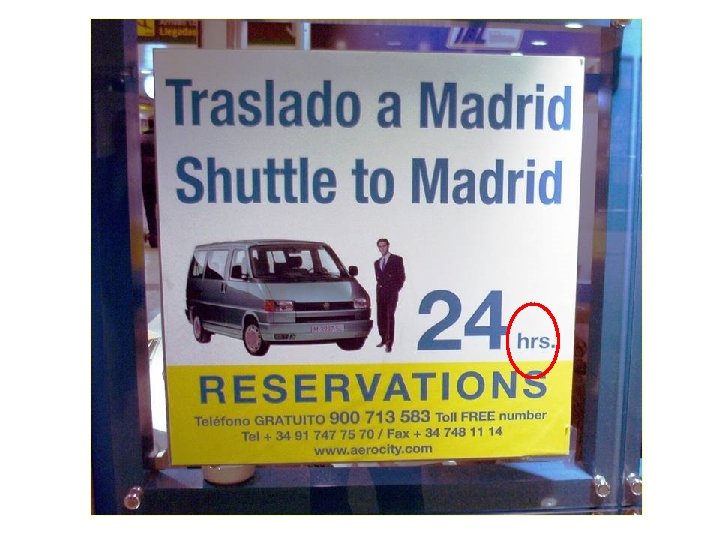 Llegadas
Traslado a Madrid
Shuttle to Madrid
24 hrs.
RESERVATIONS
Teléfono GRATUITO 900 713 583 Toll FREE number
Tel + 34 91 747 75 70 / Fax + 34 748 11 14
www.aerocity.com